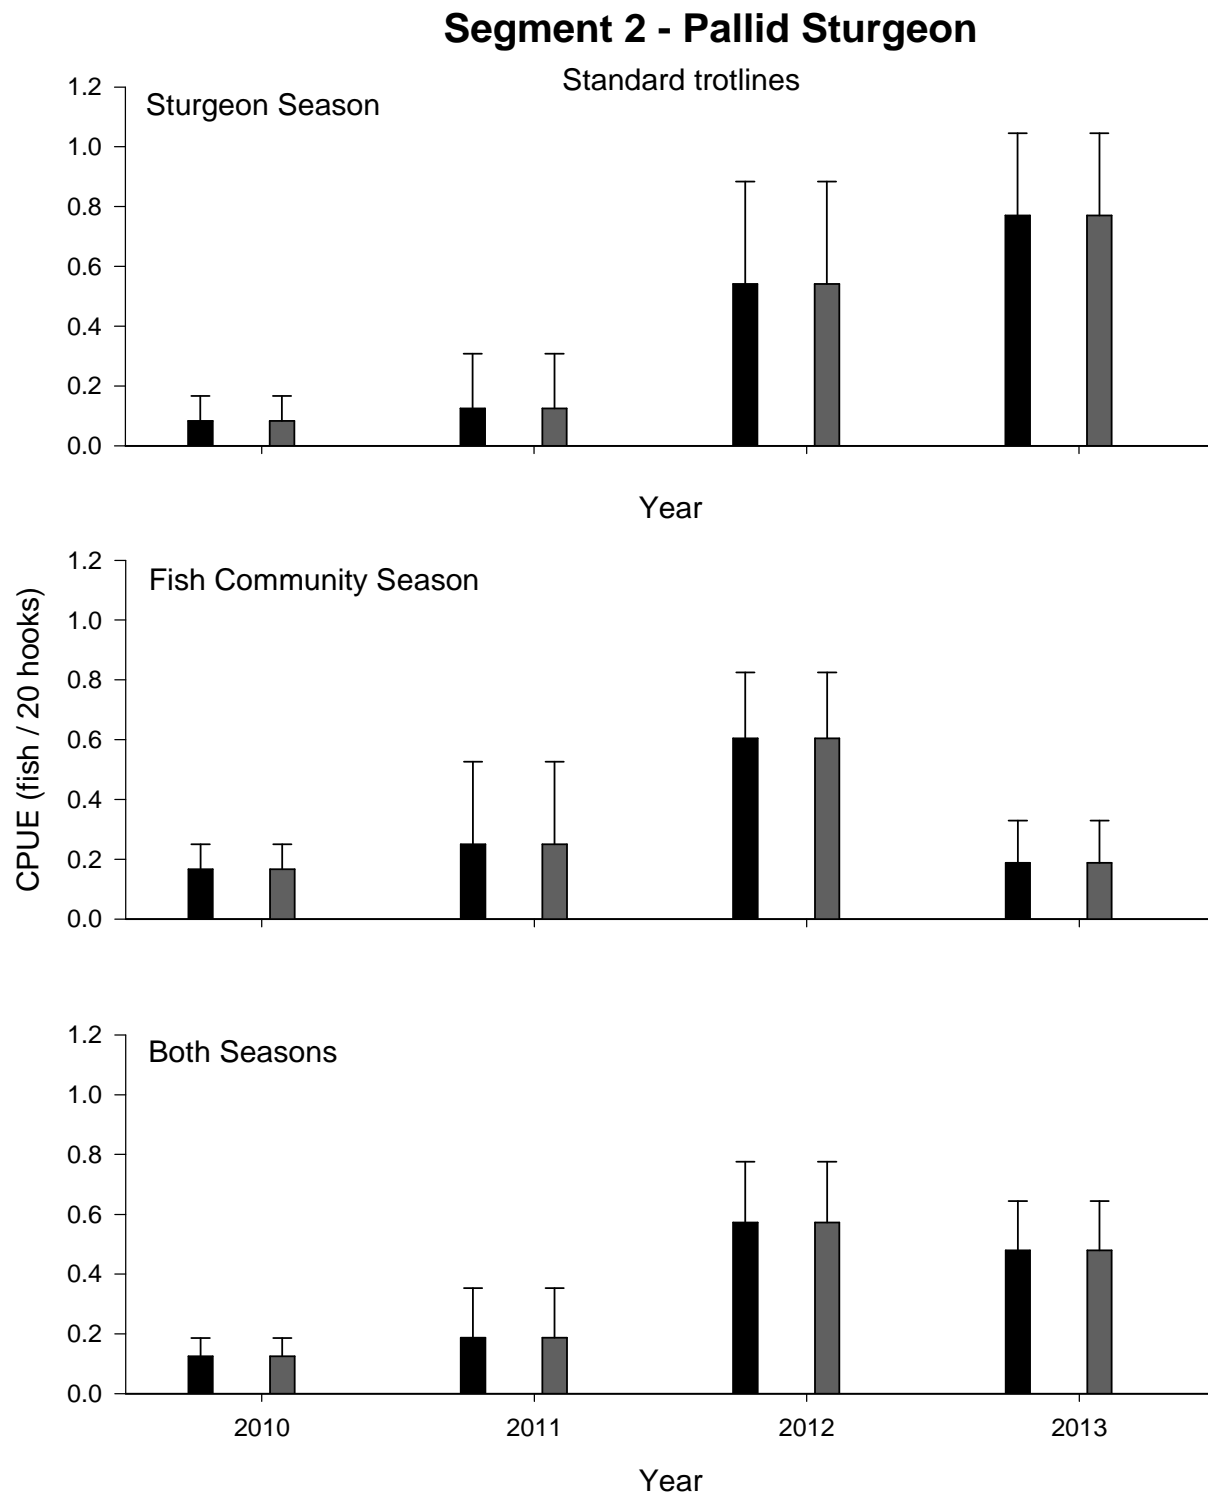 Segment 2 - Pallid Sturgeon
Standard trotlines
Sturgeon Season
1.2
1.0
0.8
0.6
0.4
0.2
0.0
Year
CPUE (fish / 20 hooks)
Fish Community Season
1.2
1.0
0.8
0.6
0.4
0.2
0.0
Both Seasons
1.2
1.0
0.8
0.6
0.4
0.2
0.0
2010 2011 2012 2013
Year